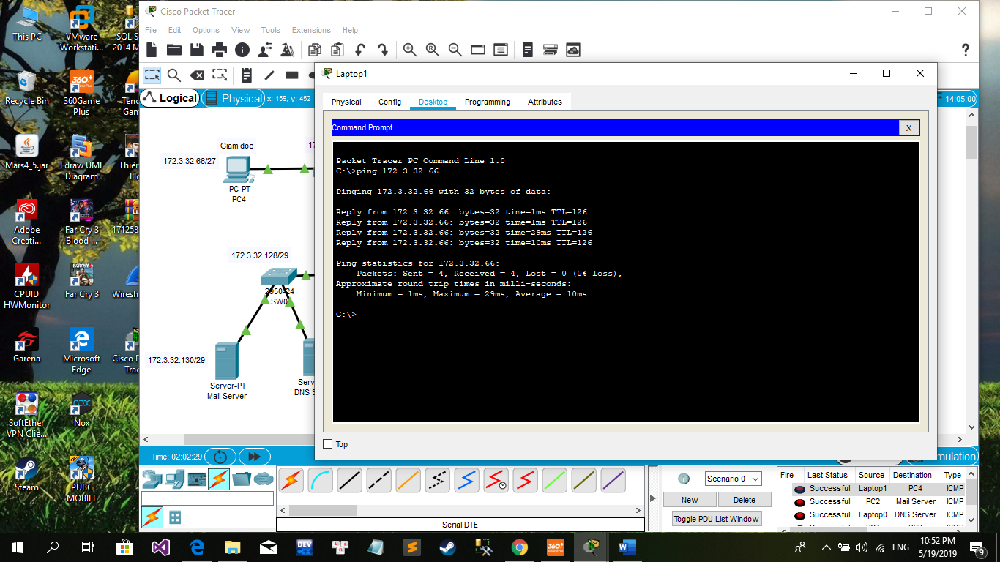 This PC
VMware
Workstati...
SQL S
2014 M
Recycle Bin
360Game
Plus
Tenc
Gam
Mars4_5.jar
Edraw UML
Diagram
Thiên
Adobe
Creati...
Far Cry 3
Blood ...
171258
CPUID
HWMonitor
Far Cry 3
Wiresh
Garena
Microsoft
Edge
Cisco P
Trac
SoftEther
VPN Clie...
Nox
Steam
PUBG
MOBILE
Cisco Packet Tracer
File Edit Options View Tools Extensions Help
Logical Physical x: 159, y: 452
14:05:00
Giam doc
172.3.32.66/27
PC-PT
PC4
172.3.32.128/29
2950-24
SW0
172.3.32.130/29
Server-PT
Mail Server
Serv
DNS S
Laptop1
Physical Config Desktop Programming Attributes
Command Prompt X
Packet Tracer PC Command Line 1.0
C:\>ping 172.3.32.66
Pinging 172.3.32.66 with 32 bytes of data:
Reply from 172.3.32.66: bytes=32 time=1ms TTL=126
Reply from 172.3.32.66: bytes=32 time=1ms TTL=126
Reply from 172.3.32.66: bytes=32 time=29ms TTL=126
Reply from 172.3.32.66: bytes=32 time=10ms TTL=126
Ping statistics for 172.3.32.66:
Packets: Sent = 4, Received = 4, Lost = 0 (0% loss),
Approximate round trip times in milli-seconds:
Minimum = 1ms, Maximum = 29ms, Average = 10ms
C:\>
Top
Time: 02:02:29
mulation
Serial DTE
Scenario 0
New Delete
Toggle PDU List Window
Fire Last Status Source Destination Type
Successful Laptop1 PC4 ICMP
Successful PC2 Mail Server ICMP
Successful Laptop0 DNS Server ICMP
ENG
10:52 PM
5/19/2019
9